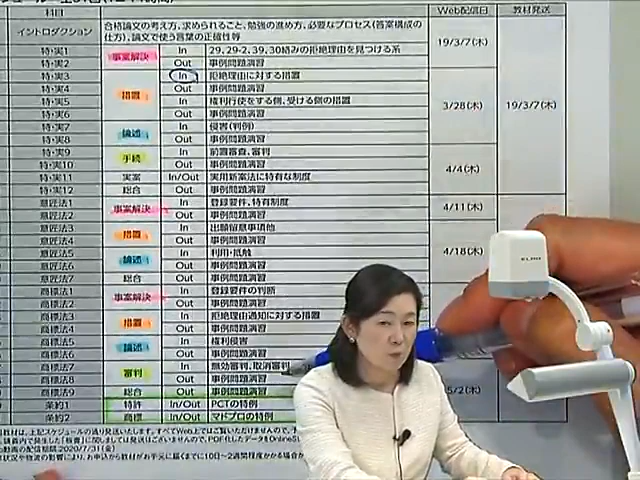 科目 Web配信日 教材発送
イントロダクション 合格論文の考え方、求められること、勉強の進め方、必要なプロセス(答案構成の仕方)、論文で使う言葉の正確性等 19/3/7(木)
特・実1 事案解決 In 29, 29-2, 39, 30絡みの拒絶理由を見つける系
特・実2 Out 事例問題演習
特・実3 措置 In 拒絶理由に対する措置 3/28(木) 19/3/7(木)
特・実4 Out 事例問題演習
特・実5 In 権利行使をする側、受ける側の措置
特・実6 Out 事例問題演習
特・実7 論述 In 侵害(判例)
特・実8 Out 事例問題演習
特・実9 手続 In 前置審査、審判 4/4(木)
特・実10 Out 事例問題演習
特・実11 実案 In/Out 実用新案法に特有な制度
特・実12 総合 Out 事例問題演習
意匠法1 事案解決 In 登録要件、特有制度 4/11(木)
意匠法2 Out 事例問題演習
意匠法3 措置 In 出願留意事項他
意匠法4 Out 事例問題演習 4/18(木)
意匠法5 論述 In 利用・抵触
意匠法6 Out 事例問題演習
意匠法7 総合 Out 事例問題演習
商標法1 事案解決 In 登録要件の判断
商標法2 Out 事例問題演習
商標法3 措置 In 拒絶理由通知に対する措置
商標法4 Out 事例問題演習
商標法5 論述 In 権利侵害
商標法6 Out 事例問題演習
商標法7 審判 In 無効審判、取消審判
商標法8 Out 事例問題演習
商標法9 総合 Out 事例問題演習 5/2(木)
条約1 特許 In/Out PCTの特例
条約2 商標 In/Out マドプロの特例
ELMO